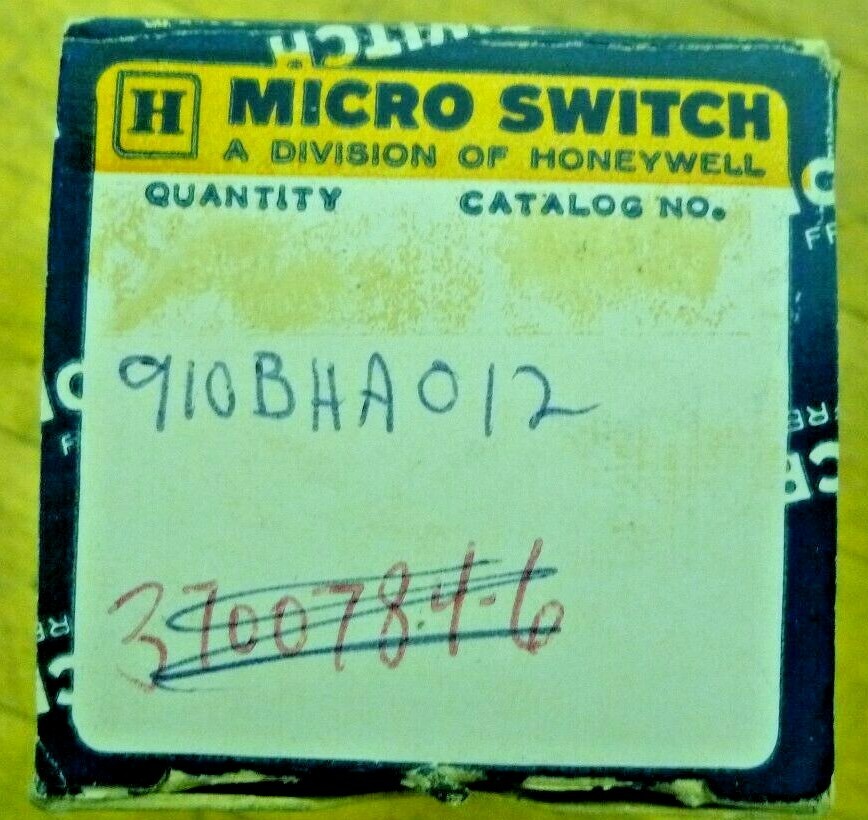 H MICRO SWITCH
A DIVISION OF HONEYWELL
QUANTITY CATALOG NO.
910BHA012
3700784-6